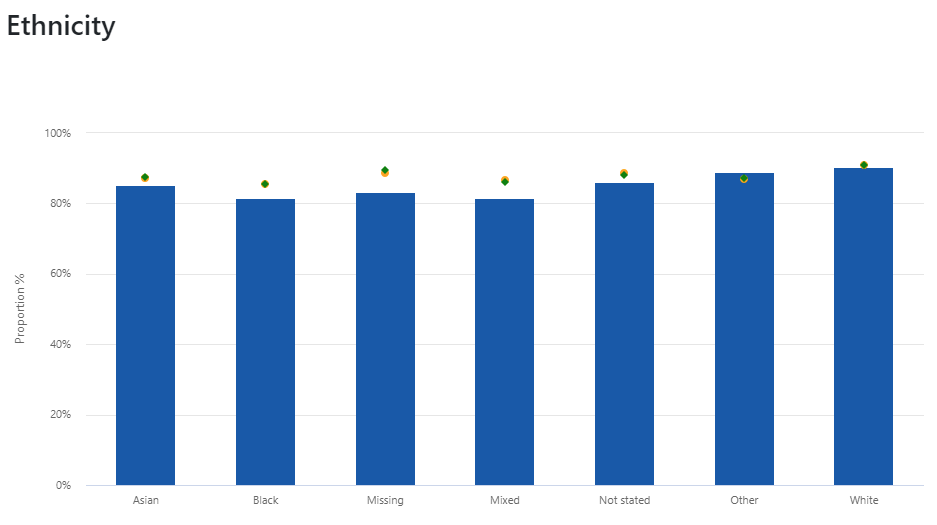 Ethnicity
100%
80%
60%
40%
20%
0%
Proportion %
Asian Black Missing Mixed Not stated Other White